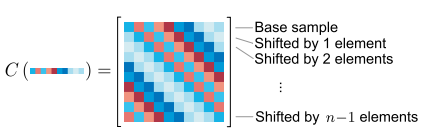 C ( ) =
Base sample
Shifted by 1 element
Shifted by 2 elements
⋮
Shifted by n−1 elements